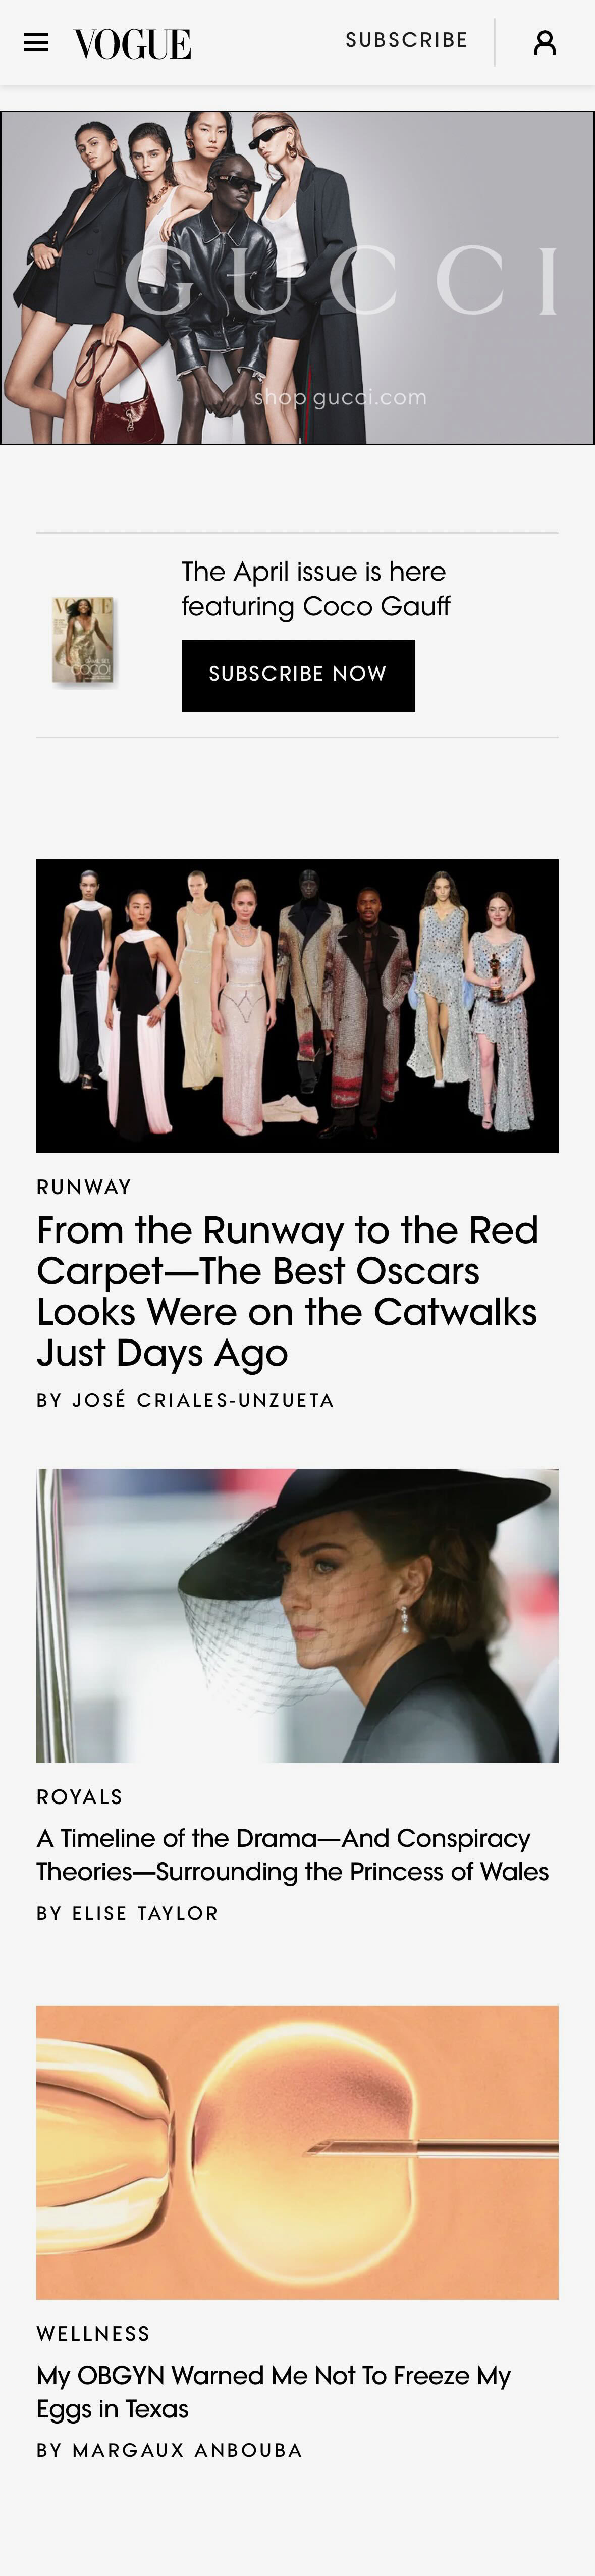 VOGUE
SUBSCRIBE
GUCCI
shop gucci.com
The April issue is here
featuring Coco Gauff
VOGUE
COCO!
SUBSCRIBE NOW
RUNWAY
From the Runway to the Red
Carpet—The Best Oscars
Looks Were on the Catwalks
Just Days Ago
BY JOSÉ CRIALES-UNZUETA
ROYALS
A Timeline of the Drama—And Conspiracy
Theories—Surrounding the Princess of Wales
BY ELISE TAYLOR
WELLNESS
My OBGYN Warned Me Not To Freeze My
Eggs in Texas
BY MARGAUX ANBOUBA